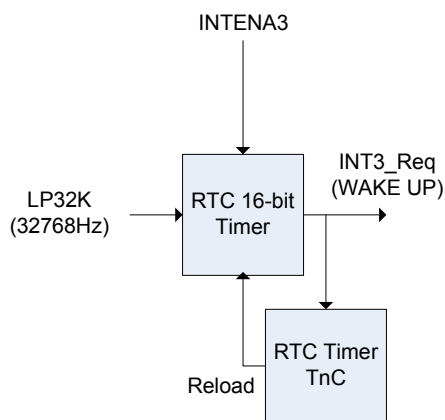 INTENA3
INT3_Req
(WAKE UP)
LP32K
(32768Hz)
RTC 16-bit
Timer
RTC Timer
TnC
Reload